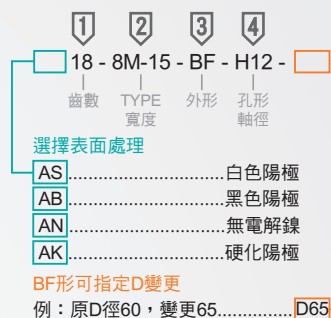 1 2 3 4
18 - 8M-15 - BF - H12 -
齒數 TYPE 外形 孔形
寬度 軸徑
選擇表面處理
AS..............................白色陽極
AB..............................黑色陽極
AN..............................無電解鎳
AK..............................硬化陽極
BF形可指定D變更
例：原D徑60，變更65...............D65